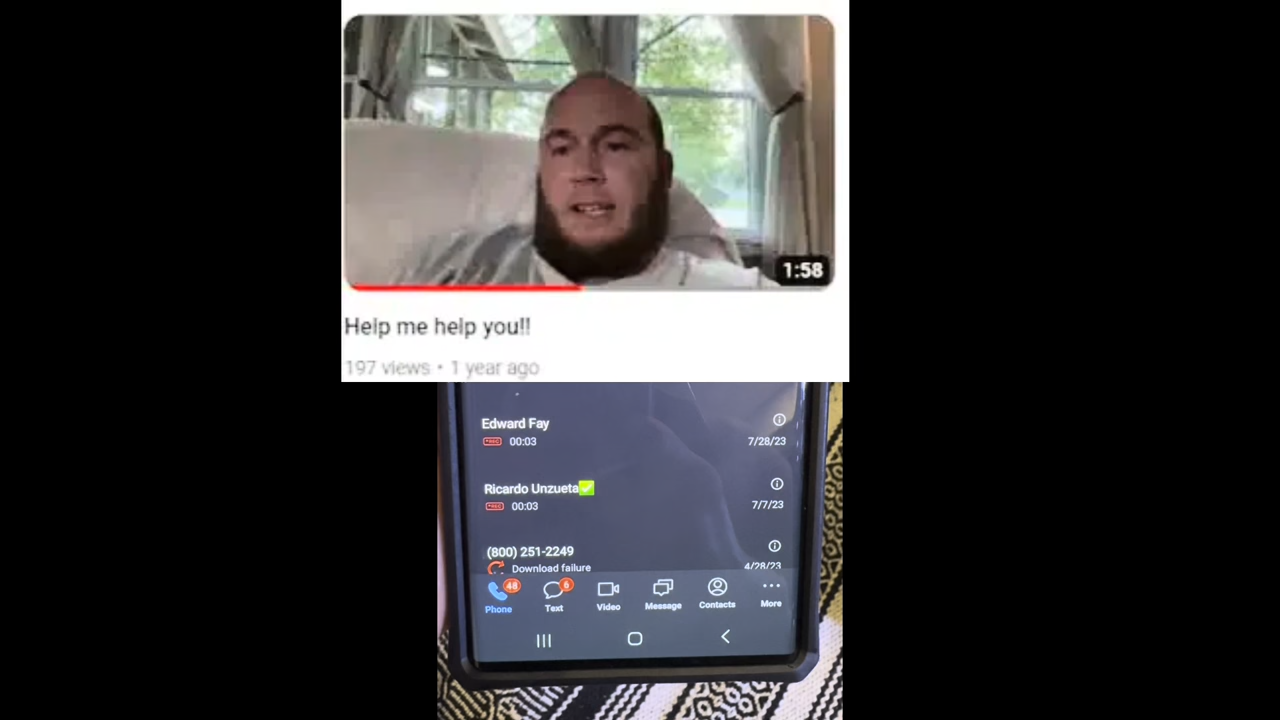 1:58
Help me help you!!
197 views • 1 year ago
Edward Fay
REC 00:03 7/28/23
Ricardo Unzueta✅
REC 00:03 7/7/23
(800) 251-2249
Download failure 4/28/23
48 6
Phone Text Video Message Contacts More